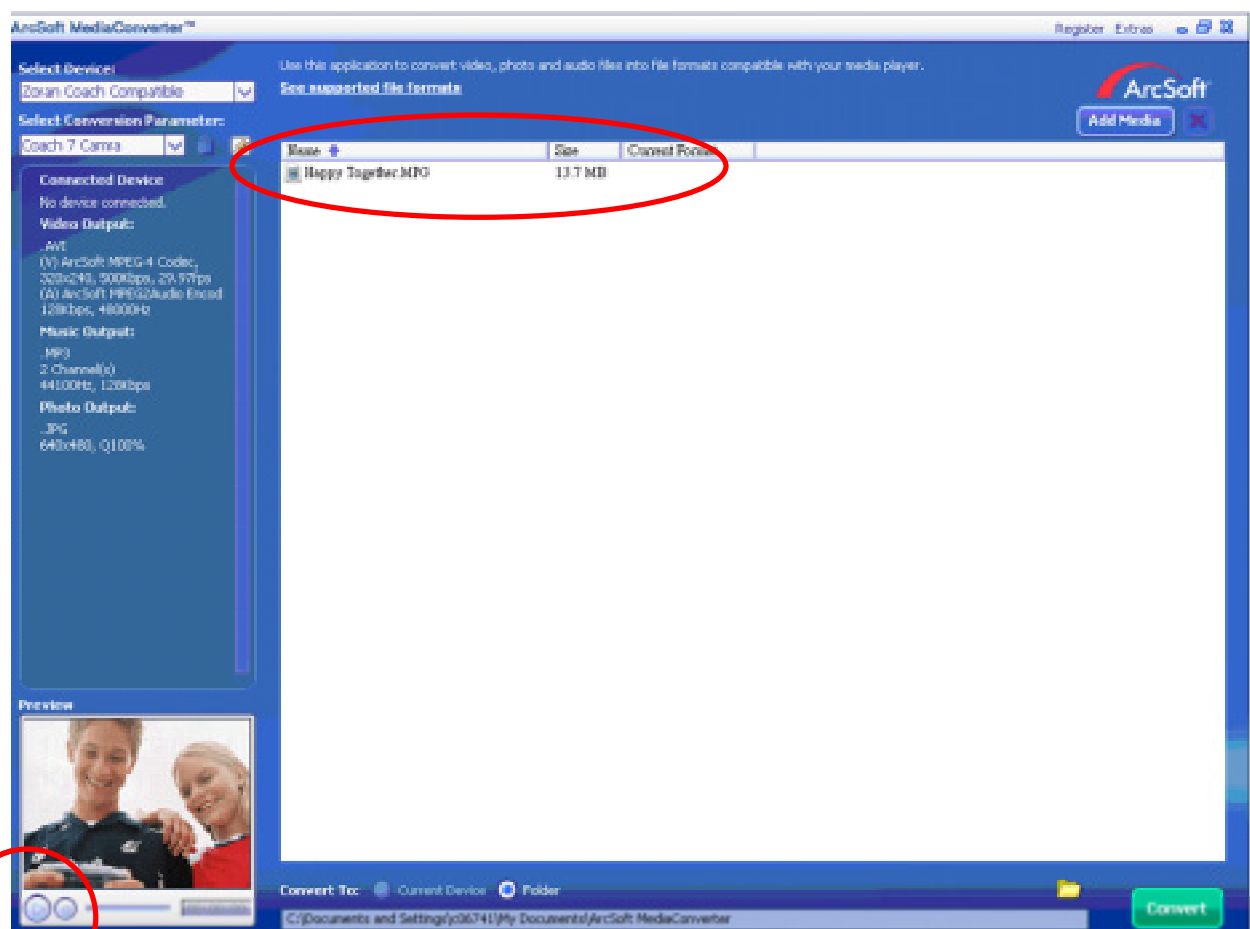 ArcSoft MediaConverter™
Register Extras
Select Device:
Zoran Coach Compatible
Select Conversion Parameter:
Coach 7 Camra
Connected Device
No device connected.
Video Output:
.AVI
(V) ArcSoft MPEG-4 Codec,
320x240, 500Kbps, 29.97fps
(A) ArcSoft MPEG2Audio Encod
128Kbps, 48000Hz
Music Output:
.MP3
2 Channel(s)
44100Hz, 128Kbps
Photo Output:
.JPG
640x480, Q100%
Preview
Use this application to convert video, photo and audio files into file formats compatible with your media player.
See supported file formats
ArcSoft
Add Media
Name Size Current Format
Happy Together.MPG 13.7 MB
Convert To: Current Device Folder
C:\Documents and Settings\jc06741\My Documents\ArcSoft MediaConverter
Convert